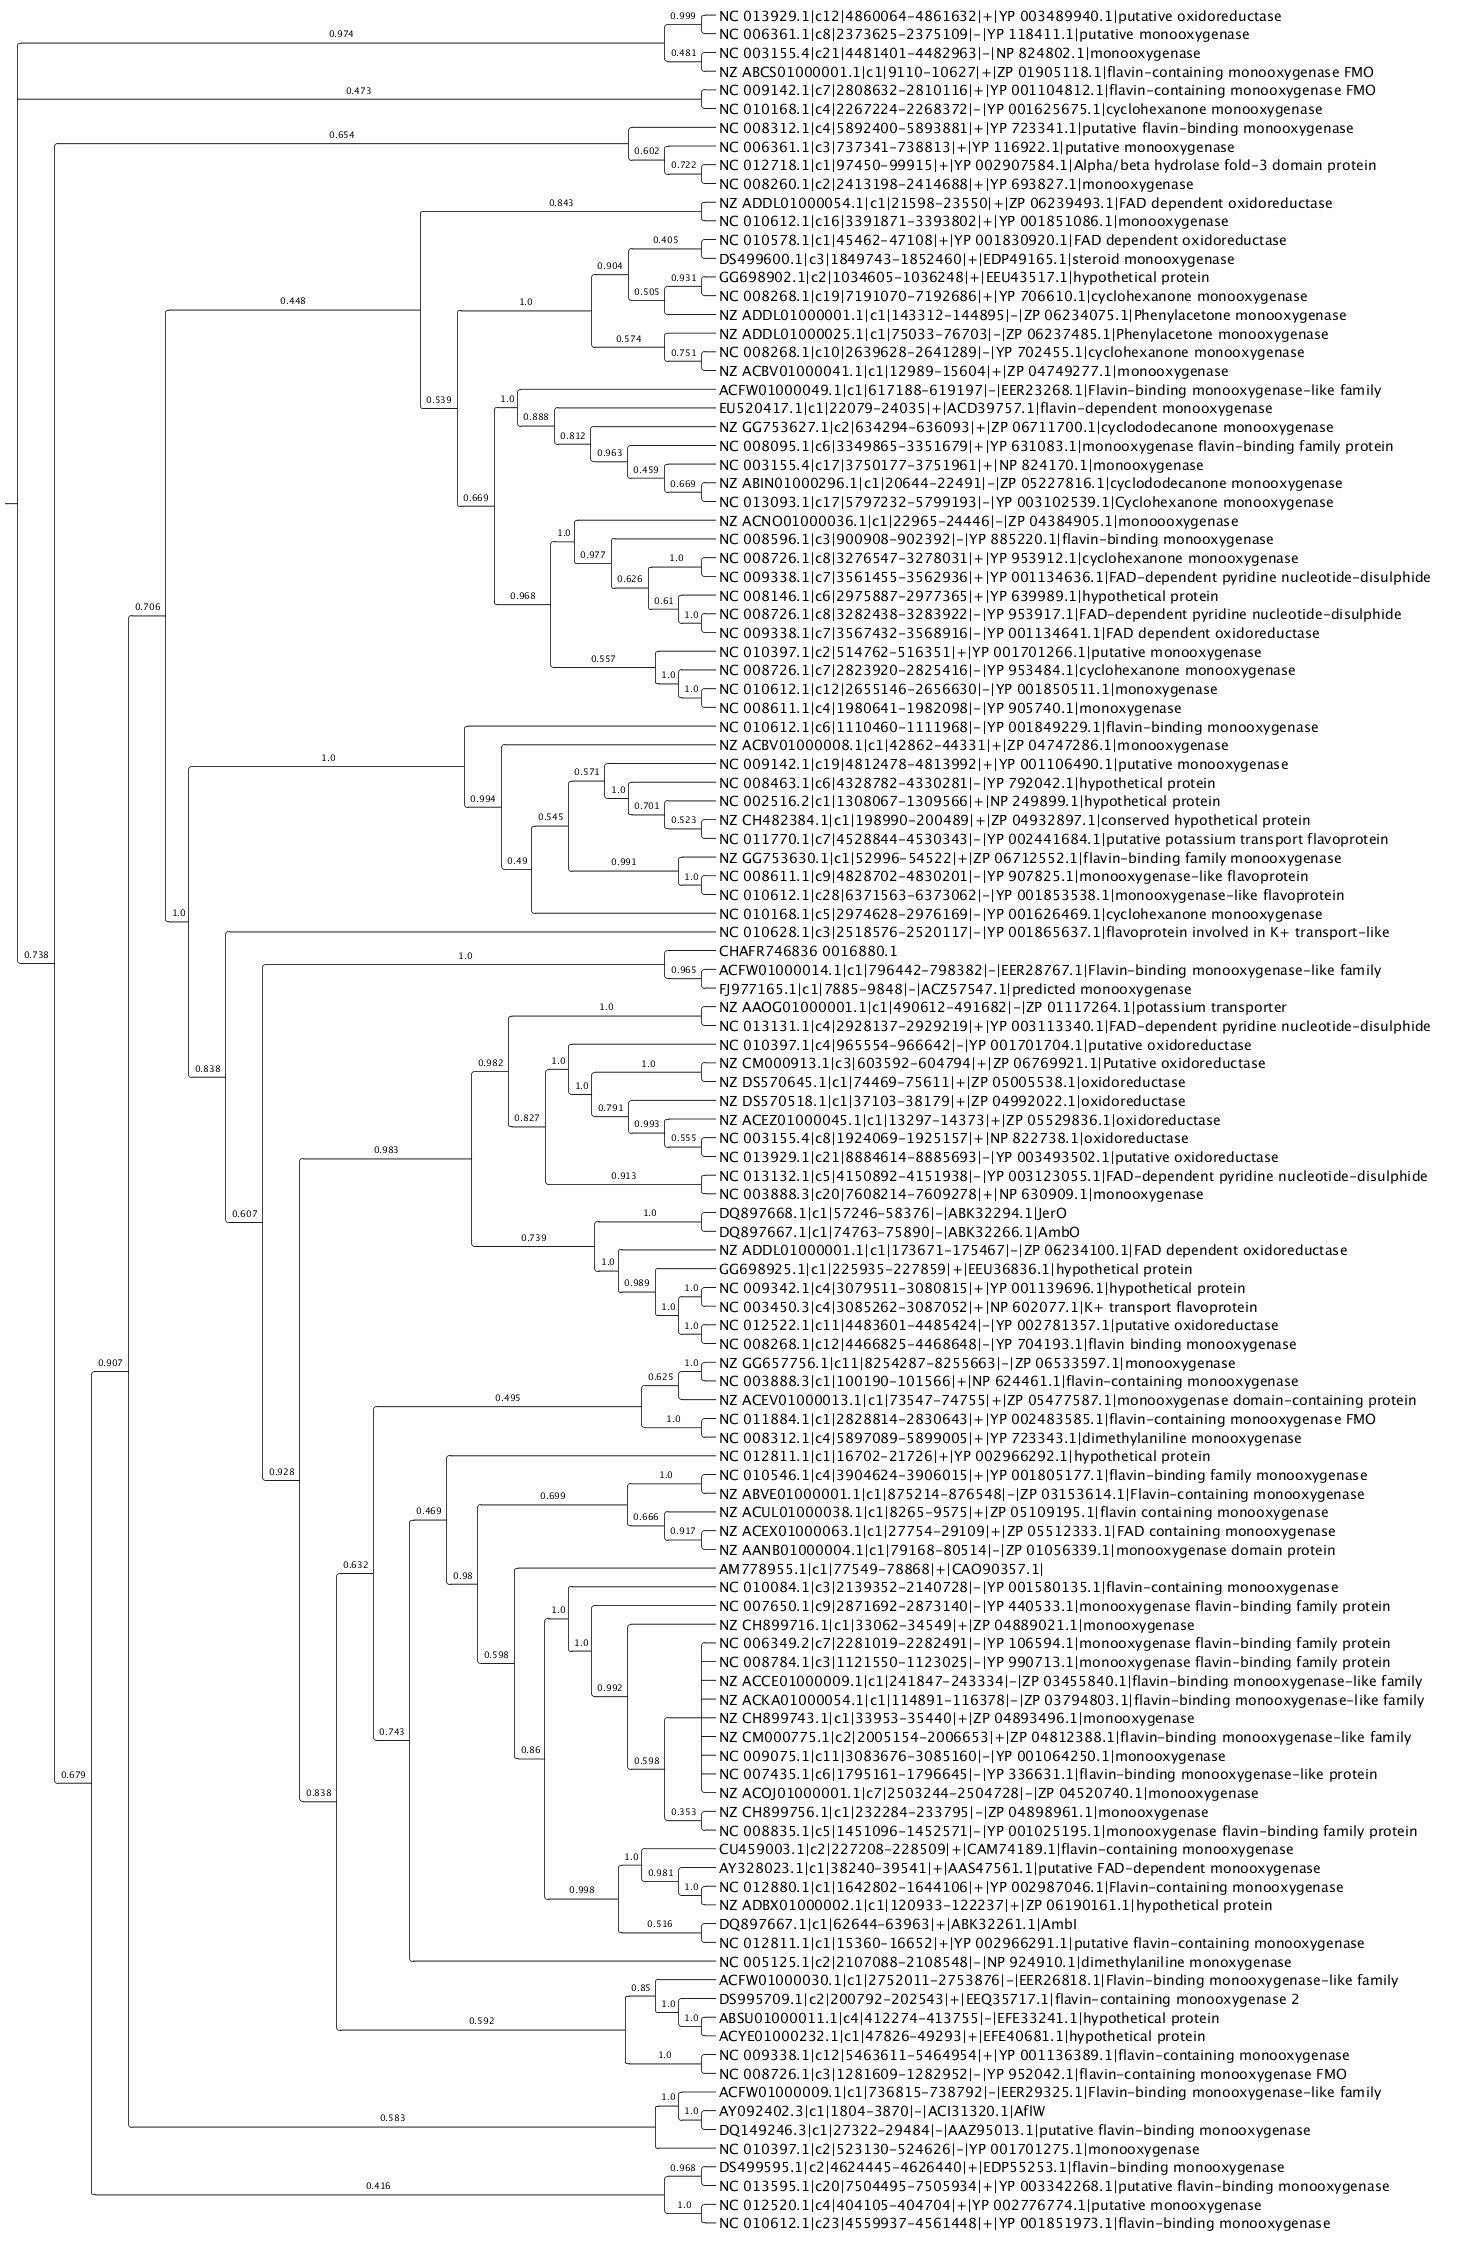 0.999
NC 013929.1|c12|4860064-4861632|+|YP 003489940.1|putative oxidoreductase
NC 006361.1|c8|2373625-2375109|-|YP 118411.1|putative monooxygenase
0.974
0.481
NC 003155.4|c21|4481401-4482963|-|NP 824802.1|monooxygenase
NZ ABCS01000001.1|c1|9110-10627|+|ZP 01905118.1|flavin-containing monooxygenase FMO
0.473
NC 009142.1|c7|2808632-2810116|+|YP 001104812.1|flavin-containing monooxygenase FMO
NC 010168.1|c4|2267224-2268372|-|YP 001625675.1|cyclohexanone monooxygenase
0.654
NC 008312.1|c4|5892400-5893881|+|YP 723341.1|putative flavin-binding monooxygenase
0.602
NC 006361.1|c3|737341-738813|+|YP 116922.1|putative monooxygenase
0.722
NC 012718.1|c1|97450-99915|+|YP 002907584.1|Alpha/beta hydrolase fold-3 domain protein
NC 008260.1|c2|2413198-2414688|+|YP 693827.1|monooxygenase
0.843
NZ ADDL01000054.1|c1|21598-23550|+|ZP 06239493.1|FAD dependent oxidoreductase
NC 010612.1|c16|3391871-3393802|+|YP 001851086.1|monooxygenase
0.405
NC 010578.1|c1|45462-47108|+|YP 001830920.1|FAD dependent oxidoreductase
DS499600.1|c3|1849743-1852460|+|EDP49165.1|steroid monooxygenase
0.904
0.931
GG698902.1|c2|1034605-1036248|+|EEU43517.1|hypothetical protein
0.505
NC 008268.1|c19|7191070-7192686|+|YP 706610.1|cyclohexanone monooxygenase
0.448
1.0
NZ ADDL01000001.1|c1|143312-144895|-|ZP 06234075.1|Phenylacetone monooxygenase
0.574
NZ ADDL01000025.1|c1|75033-76703|-|ZP 06237485.1|Phenylacetone monooxygenase
0.751
NC 008268.1|c10|2639628-2641289|-|YP 702455.1|cyclohexanone monooxygenase
NZ ACBV01000041.1|c1|12989-15604|+|ZP 04749277.1|monooxygenase
ACFW01000049.1|c1|617188-619197|-|EER23268.1|Flavin-binding monooxygenase-like family
0.539
1.0
EU520417.1|c1|22079-24035|+|ACD39757.1|flavin-dependent monooxygenase
0.888
NZ GG753627.1|c2|634294-636093|+|ZP 06711700.1|cyclododecanone monooxygenase
0.812
NC 008095.1|c6|3349865-3351679|+|YP 631083.1|monooxygenase flavin-binding family protein
0.963
NC 003155.4|c17|3750177-3751961|+|NP 824170.1|monooxygenase
0.459
NZ ABIN01000296.1|c1|20644-22491|-|ZP 05227816.1|cyclododecanone monooxygenase
0.669
NC 013093.1|c17|5797232-5799193|-|YP 003102539.1|Cyclohexanone monooxygenase
0.669
NZ ACNO01000036.1|c1|22965-24446|-|ZP 04384905.1|monoooxygenase
1.0
NC 008596.1|c3|900908-902392|-|YP 885220.1|flavin-binding monooxygenase
0.977
1.0
NC 008726.1|c8|3276547-3278031|+|YP 953912.1|cyclohexanone monooxygenase
0.626
NC 009338.1|c7|3561455-3562936|+|YP 001134636.1|FAD-dependent pyridine nucleotide-disulphide
0.968
0.61
NC 008146.1|c6|2975887-2977365|+|YP 639989.1|hypothetical protein
0.706
1.0
NC 008726.1|c8|3282438-3283922|-|YP 953917.1|FAD-dependent pyridine nucleotide-disulphide
NC 009338.1|c7|3567432-3568916|-|YP 001134641.1|FAD dependent oxidoreductase
0.557
NC 010397.1|c2|514762-516351|+|YP 001701266.1|putative monooxygenase
1.0
NC 008726.1|c7|2823920-2825416|-|YP 953484.1|cyclohexanone monooxygenase
1.0
NC 010612.1|c12|2655146-2656630|-|YP 001850511.1|monoxygenase
NC 008611.1|c4|1980641-1982098|-|YP 905740.1|monoxygenase
NC 010612.1|c6|1110460-1111968|-|YP 001849229.1|flavin-binding monooxygenase
1.0
NZ ACBV01000008.1|c1|42862-44331|+|ZP 04747286.1|monooxygenase
0.571
NC 009142.1|c19|4812478-4813992|+|YP 001106490.1|putative monooxygenase
0.994
1.0
NC 008463.1|c6|4328782-4330281|-|YP 792042.1|hypothetical protein
0.701
NC 002516.2|c1|1308067-1309566|+|NP 249899.1|hypothetical protein
0.545
0.523
NZ CH482384.1|c1|198990-200489|+|ZP 04932897.1|conserved hypothetical protein
NC 011770.1|c7|4528844-4530343|-|YP 002441684.1|putative potassium transport flavoprotein
0.49
0.991
NZ GG753630.1|c1|52996-54522|+|ZP 06712552.1|flavin-binding family monooxygenase
1.0
NC 008611.1|c9|4828702-4830201|-|YP 907825.1|monooxygenase-like flavoprotein
NC 010612.1|c28|6371563-6373062|-|YP 001853538.1|monooxygenase-like flavoprotein
1.0
NC 010168.1|c5|2974628-2976169|-|YP 001626469.1|cyclohexanone monooxygenase
NC 010628.1|c3|2518576-2520117|-|YP 001865637.1|flavoprotein involved in K+ transport-like
0.738
1.0
CHAFR746836 0016880.1
0.965
ACFW01000014.1|c1|796442-798382|-|EER28767.1|Flavin-binding monooxygenase-like family
FJ977165.1|c1|7885-9848|-|ACZ57547.1|predicted monooxygenase
1.0
NZ AAOG01000001.1|c1|490612-491682|-|ZP 01117264.1|potassium transporter
NC 013131.1|c4|2928137-2929219|+|YP 003113340.1|FAD-dependent pyridine nucleotide-disulphide
NC 010397.1|c4|965554-966642|-|YP 001701704.1|putative oxidoreductase
0.838
0.982
1.0
1.0
NZ CM000913.1|c3|603592-604794|+|ZP 06769921.1|Putative oxidoreductase
1.0
NZ DS570645.1|c1|74469-75611|+|ZP 05005538.1|oxidoreductase
0.791
NZ DS570518.1|c1|37103-38179|+|ZP 04992022.1|oxidoreductase
0.827
0.993
NZ ACEZ01000045.1|c1|13297-14373|+|ZP 05529836.1|oxidoreductase
0.555
NC 003155.4|c8|1924069-1925157|+|NP 822738.1|oxidoreductase
0.983
NC 013929.1|c21|8884614-8885693|-|YP 003493502.1|putative oxidoreductase
0.913
NC 013132.1|c5|4150892-4151938|-|YP 003123055.1|FAD-dependent pyridine nucleotide-disulphide
NC 003888.3|c20|7608214-7609278|+|NP 630909.1|monooxygenase
0.607
1.0
DQ897668.1|c1|57246-58376|-|ABK32294.1|JerO
0.739
DQ897667.1|c1|74763-75890|-|ABK32266.1|AmbO
1.0
NZ ADDL01000001.1|c1|173671-175467|-|ZP 06234100.1|FAD dependent oxidoreductase
0.989
GG698925.1|c1|225935-227859|+|EEU36836.1|hypothetical protein
1.0
NC 009342.1|c4|3079511-3080815|+|YP 001139696.1|hypothetical protein
1.0
NC 003450.3|c4|3085262-3087052|+|NP 602077.1|K+ transport flavoprotein
1.0
NC 012522.1|c11|4483601-4485424|-|YP 002781357.1|putative oxidoreductase
NC 008268.1|c12|4466825-4468648|-|YP 704193.1|flavin binding monooxygenase
0.907
1.0
NZ GG657756.1|c11|8254287-8255663|-|ZP 06533597.1|monooxygenase
0.625
NC 003888.3|c1|100190-101566|+|NP 624461.1|flavin-containing monooxygenase
0.495
NZ ACEV01000013.1|c1|73547-74755|+|ZP 05477587.1|monooxygenase domain-containing protein
1.0
NC 011884.1|c1|2828814-2830643|+|YP 002483585.1|flavin-containing monooxygenase FMO
NC 008312.1|c4|5897089-5899005|+|YP 723343.1|dimethylaniline monooxygenase
NC 012811.1|c1|16702-21726|+|YP 002966292.1|hypothetical protein
0.928
1.0
NC 010546.1|c4|3904624-3906015|+|YP 001805177.1|flavin-binding family monooxygenase
0.699
NZ ABVE01000001.1|c1|875214-876548|-|ZP 03153614.1|Flavin-containing monooxygenase
0.469
0.666
NZ ACUL01000038.1|c1|8265-9575|+|ZP 05109195.1|flavin containing monooxygenase
0.917
NZ ACEX01000063.1|c1|27754-29109|+|ZP 05512333.1|FAD containing monooxygenase
NZ AANB01000004.1|c1|79168-80514|-|ZP 01056339.1|monooxygenase domain protein
0.632
0.98
AM778955.1|c1|77549-78868|+|CAO90357.1|
NC 010084.1|c3|2139352-2140728|-|YP 001580135.1|flavin-containing monooxygenase
1.0
NC 007650.1|c9|2871692-2873140|-|YP 440533.1|monooxygenase flavin-binding family protein
1.0
NZ CH899716.1|c1|33062-34549|+|ZP 04889021.1|monooxygenase
0.598
NC 006349.2|c7|2281019-2282491|-|YP 106594.1|monooxygenase flavin-binding family protein
NC 008784.1|c3|1121550-1123025|-|YP 990713.1|monooxygenase flavin-binding family protein
0.992
NZ ACCE01000009.1|c1|241847-243334|-|ZP 03455840.1|flavin-binding monooxygenase-like family
NZ ACKA01000054.1|c1|114891-116378|-|ZP 03794803.1|flavin-binding monooxygenase-like family
NZ CH899743.1|c1|33953-35440|+|ZP 04893496.1|monooxygenase
0.743
NZ CM000775.1|c2|2005154-2006653|+|ZP 04812388.1|flavin-binding monooxygenase-like family
0.86
NC 009075.1|c11|3083676-3085160|-|YP 001064250.1|monooxygenase
0.598
NC 007435.1|c6|1795161-1796645|-|YP 336631.1|flavin-binding monooxygenase-like protein
0.679
NZ ACOJ01000001.1|c7|2503244-2504728|-|ZP 04520740.1|monooxygenase
0.838
0.353
NZ CH899756.1|c1|232284-233795|-|ZP 04898961.1|monooxygenase
NC 008835.1|c5|1451096-1452571|-|YP 001025195.1|monooxygenase flavin-binding family protein
1.0
CU459003.1|c2|227208-228509|+|CAM74189.1|flavin-containing monooxygenase
0.981
AY328023.1|c1|38240-39541|+|AAS47561.1|putative FAD-dependent monooxygenase
0.998
1.0
NC 012880.1|c1|1642802-1644106|+|YP 002987046.1|Flavin-containing monooxygenase
NZ ADBX01000002.1|c1|120933-122237|+|ZP 06190161.1|hypothetical protein
0.516
DQ897667.1|c1|62644-63963|+|ABK32261.1|AmbI
NC 012811.1|c1|15360-16652|+|YP 002966291.1|putative flavin-containing monooxygenase
NC 005125.1|c2|2107088-2108548|-|NP 924910.1|dimethylaniline monooxygenase
0.85
ACFW01000030.1|c1|2752011-2753876|-|EER26818.1|Flavin-binding monooxygenase-like family
1.0
DS995709.1|c2|200792-202543|+|EEQ35717.1|flavin-containing monooxygenase 2
0.592
1.0
ABSU01000011.1|c4|412274-413755|-|EFE33241.1|hypothetical protein
ACYE01000232.1|c1|47826-49293|+|EFE40681.1|hypothetical protein
1.0
NC 009338.1|c12|5463611-5464954|+|YP 001136389.1|flavin-containing monooxygenase
NC 008726.1|c3|1281609-1282952|-|YP 952042.1|flavin-containing monooxygenase FMO
1.0
ACFW01000009.1|c1|736815-738792|-|EER29325.1|Flavin-binding monooxygenase-like family
0.583
1.0
AY092402.3|c1|1804-3870|-|ACI31320.1|AflW
DQ149246.3|c1|27322-29484|-|AAZ95013.1|putative flavin-binding monooxygenase
NC 010397.1|c2|523130-524626|-|YP 001701275.1|monooxygenase
0.968
DS499595.1|c2|4624445-4626440|+|EDP55253.1|flavin-binding monooxygenase
0.416
NC 013595.1|c20|7504495-7505934|+|YP 003342268.1|putative flavin-binding monooxygenase
1.0
NC 012520.1|c4|404105-404704|+|YP 002776774.1|putative monooxygenase
NC 010612.1|c23|4559937-4561448|+|YP 001851973.1|flavin-binding monooxygenase